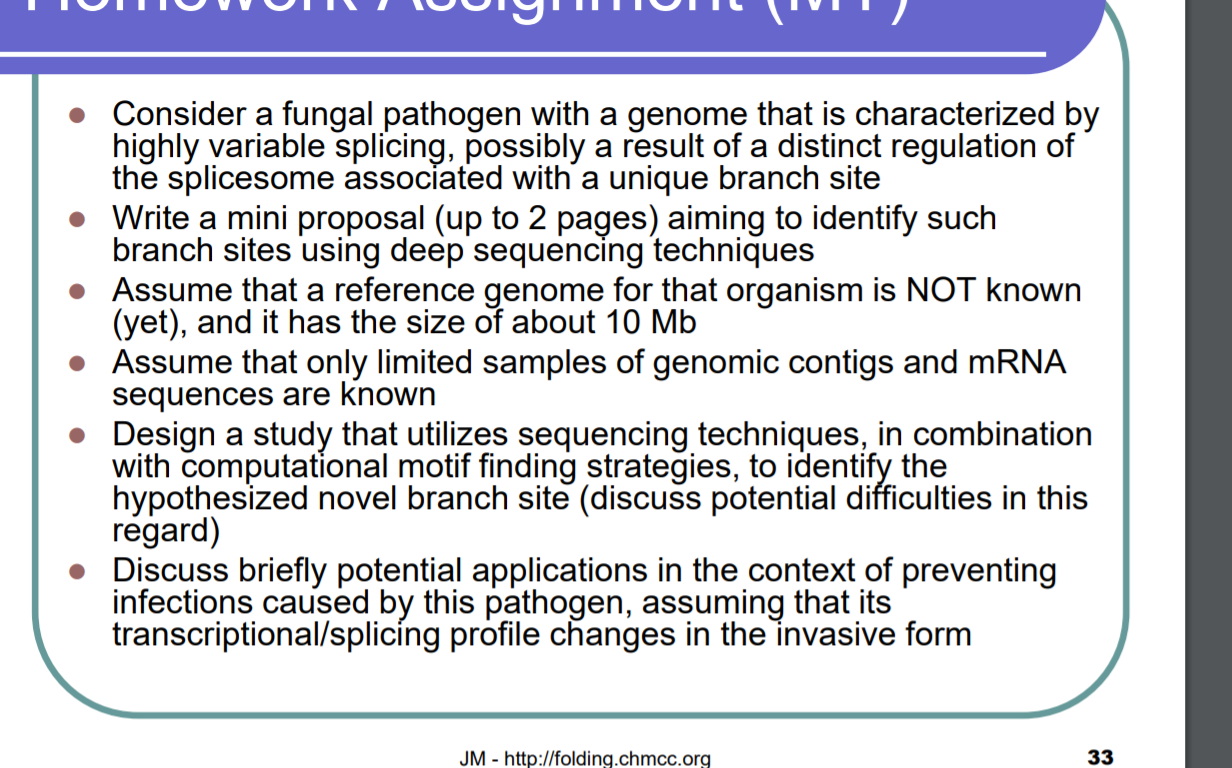 Homework Assignment (MT)
Consider a fungal pathogen with a genome that is characterized by
highly variable splicing, possibly a result of a distinct regulation of
the splicesome associated with a unique branch site
Write a mini proposal (up to 2 pages) aiming to identify such
branch sites using deep sequencing techniques
Assume that a reference genome for that organism is NOT known
(yet), and it has the size of about 10 Mb
Assume that only limited samples of genomic contigs and mRNA
sequences are known
Design a study that utilizes sequencing techniques, in combination
with computational motif finding strategies, to identify the
hypothesized novel branch site (discuss potential difficulties in this
regard)
Discuss briefly potential applications in the context of preventing
infections caused by this pathogen, assuming that its
transcriptional/splicing profile changes in the invasive form
JM - http://folding.chmcc.org
33